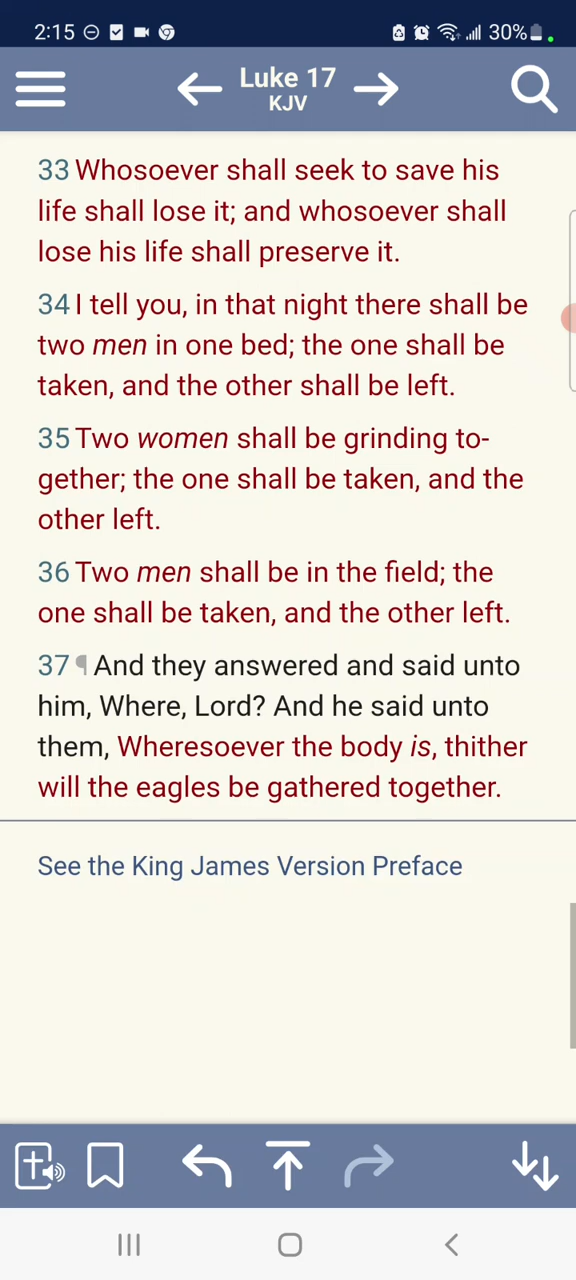 2:15 30%
Luke 17
KJV
33 Whosoever shall seek to save his
life shall lose it; and whosoever shall
lose his life shall preserve it.
34 I tell you, in that night there shall be
two men in one bed; the one shall be
taken, and the other shall be left.
35 Two women shall be grinding to-
gether; the one shall be taken, and the
other left.
36 Two men shall be in the field; the
one shall be taken, and the other left.
37 ¶ And they answered and said unto
him, Where, Lord? And he said unto
them, Wheresoever the body is, thither
will the eagles be gathered together.
See the King James Version Preface